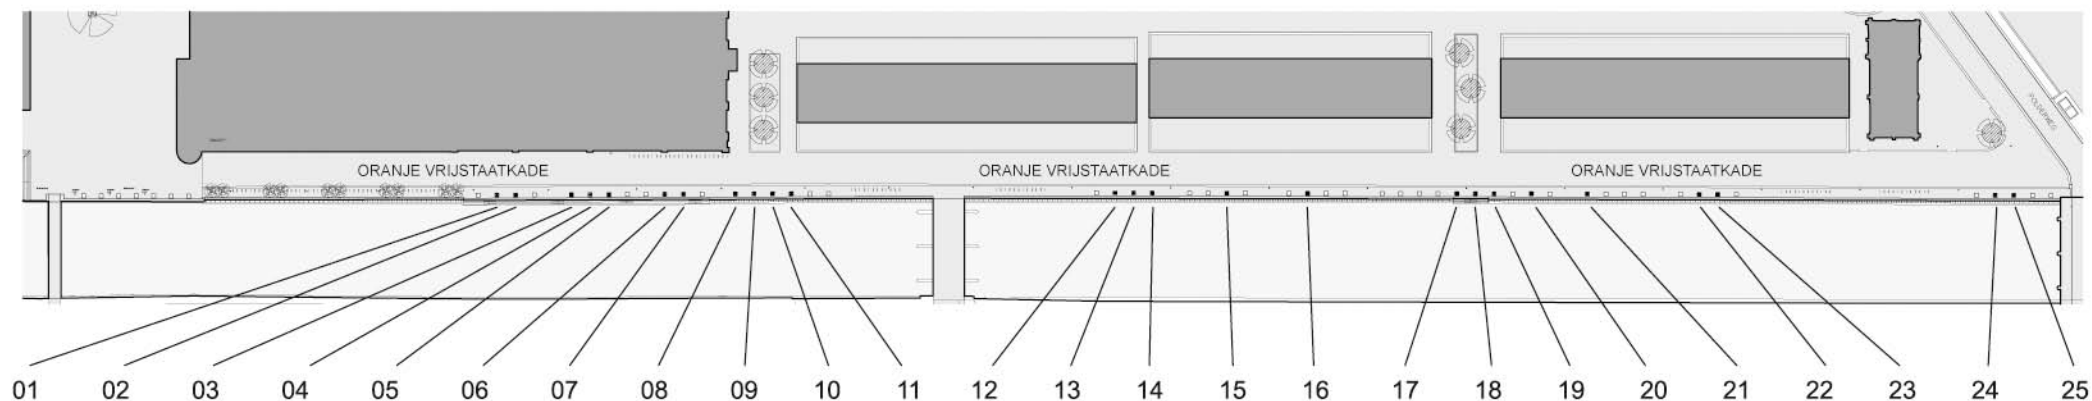 POLDERWEG
ORANJE VRIJSTAATKADE
ORANJE VRIJSTAATKADE
ORANJE VRIJSTAATKADE
01 02 03 04 05 06 07 08 09 10 11 12 13 14 15 16 17 18 19 20 21 22 23 24 25